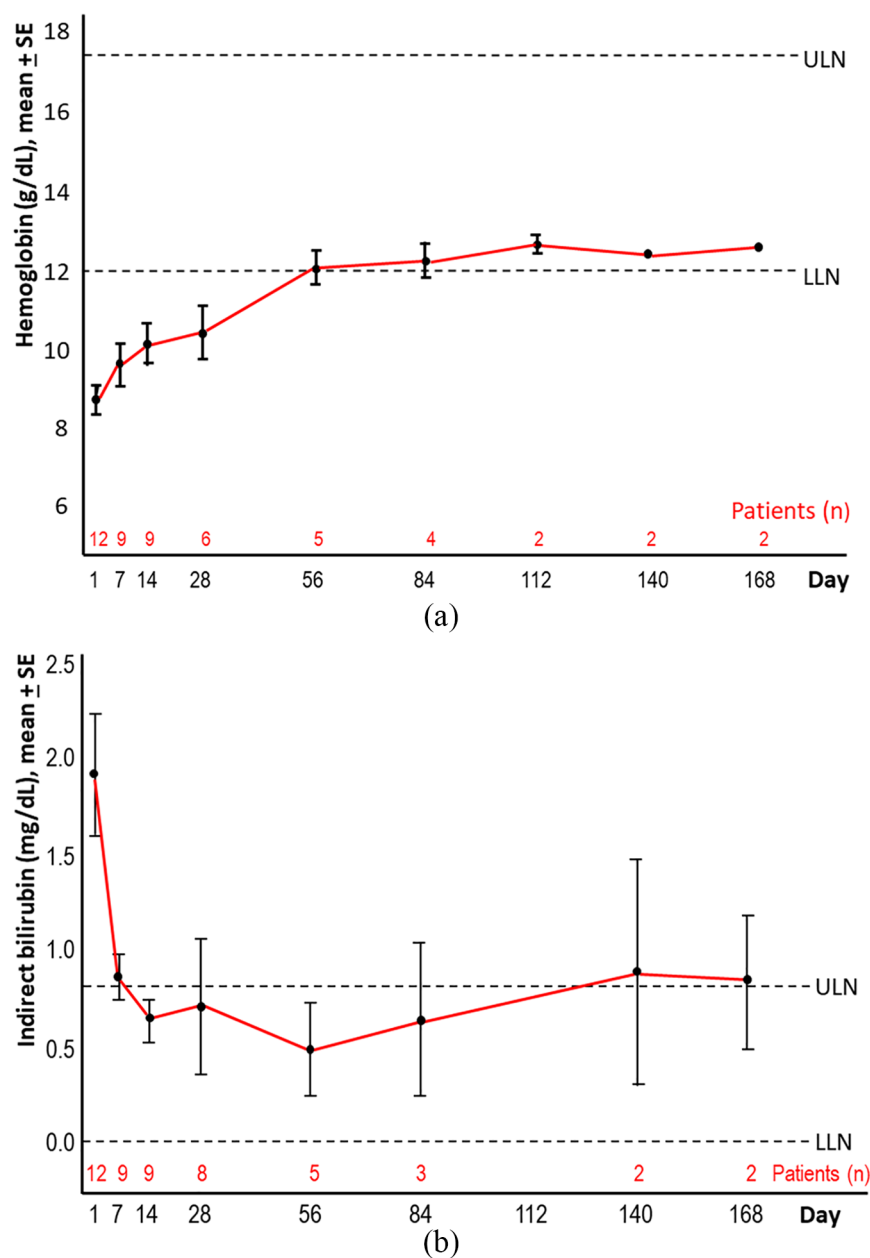 Hemoglobin (g/dL), mean ± SE
18
16
14
12
10
8
6
ULN
LLN
Patients (n)
12 9 9 6 5 4 2 2 2
1 7 14 28 56 84 112 140 168 Day
(a)
Indirect bilirubin (mg/dL), mean ± SE
2.5
2.0
1.5
1.0
0.5
0.0
ULN
LLN
12 9 9 8 5 3 2 2 Patients (n)
1 7 14 28 56 84 112 140 168 Day
(b)